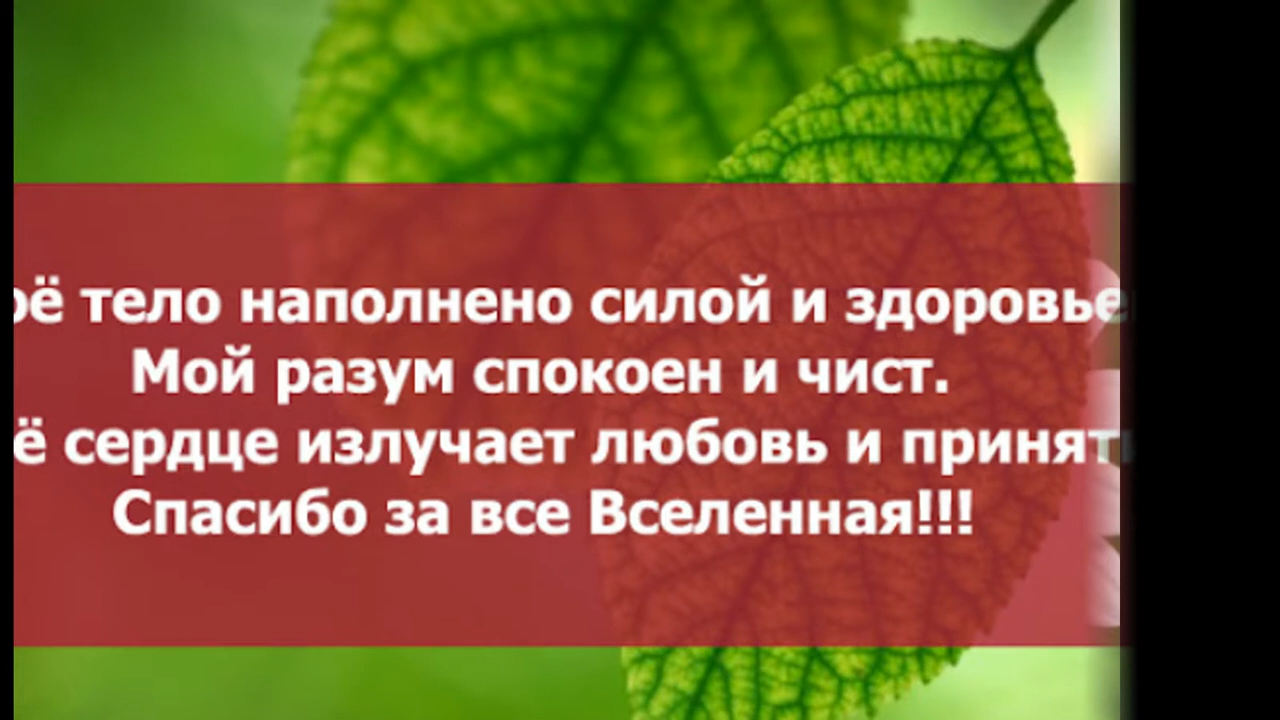 тело наполнено силой и
Мой разум спокоен и чист.
сердце излучает любовь и
Спасибо за все Вселенная!!!